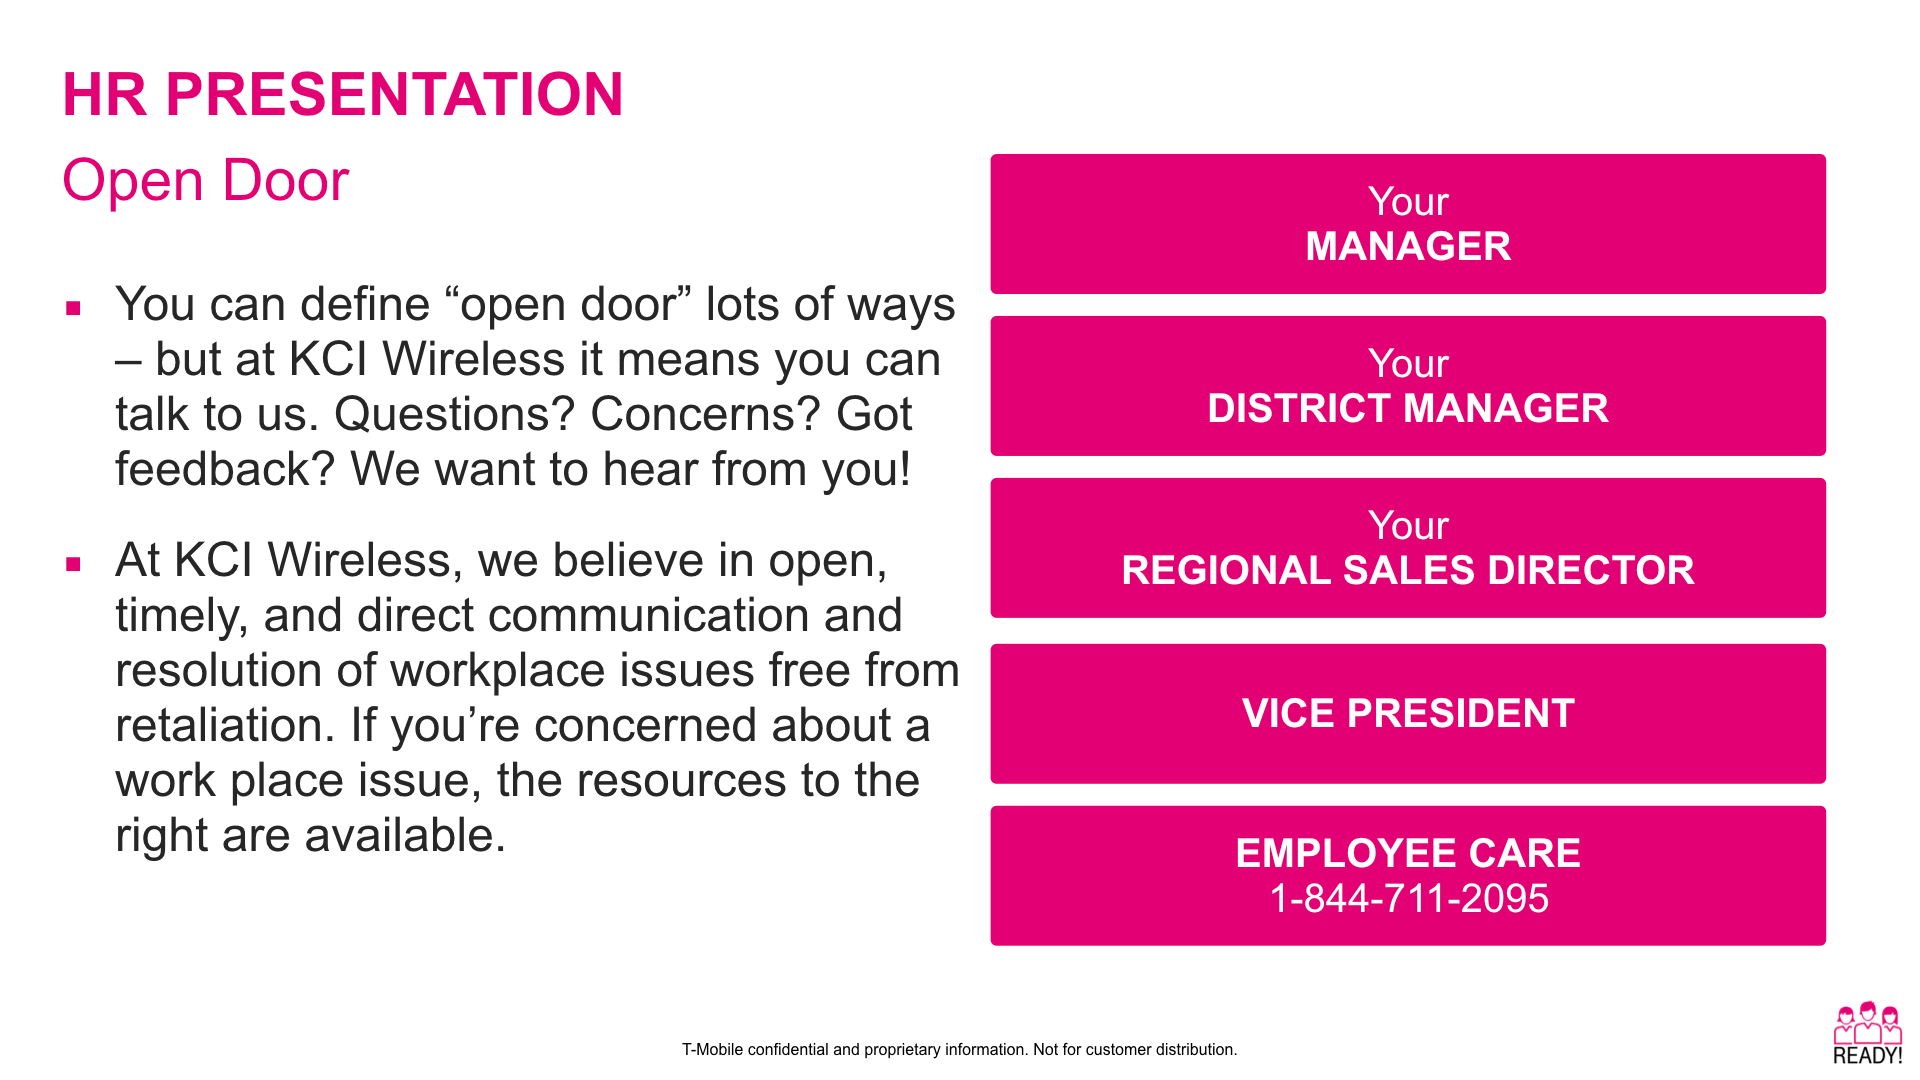 HR PRESENTATION
Open Door
▪ You can define “open door” lots of ways
– but at KCI Wireless it means you can
talk to us. Questions? Concerns? Got
feedback? We want to hear from you!
▪ At KCI Wireless, we believe in open,
timely, and direct communication and
resolution of workplace issues free from
retaliation. If you’re concerned about a
work place issue, the resources to the
right are available.
Your
MANAGER
Your
DISTRICT MANAGER
Your
REGIONAL SALES DIRECTOR
VICE PRESIDENT
EMPLOYEE CARE
1-844-711-2095
T-Mobile confidential and proprietary information. Not for customer distribution.
READY!